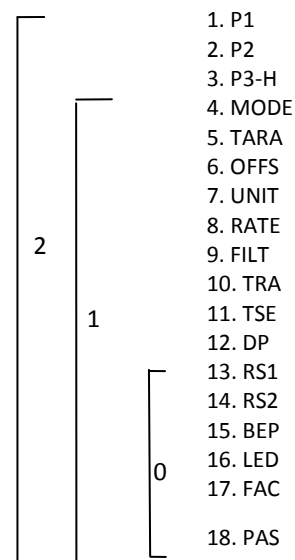 1. P1
2. P2
3. P3-H
4. MODE
5. TARA
6. OFFS
7. UNIT
8. RATE
2
9. FILT
10. TRA
1
11. TSE
12. DP
13. RS1
14. RS2
15. BEP
0
16. LED
17. FAC
18. PAS